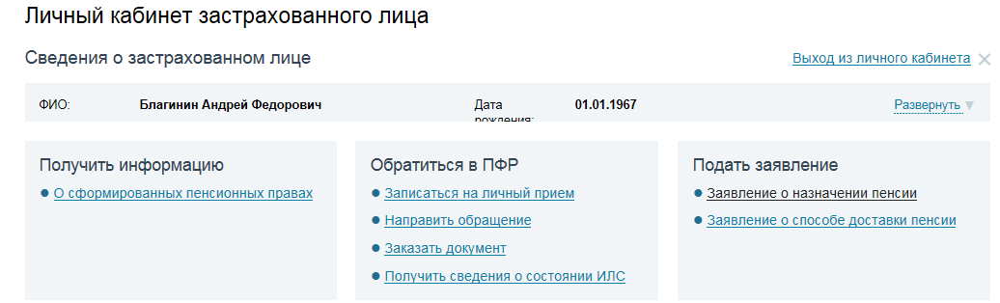 Личный кабинет застрахованного лица
Сведения о застрахованном лице
Выход из личного кабинета
ФИО: Благинин Андрей Федорович Дата рождения: 01.01.1967 Развернуть
Получить информацию
О сформированных пенсионных правах
Обратиться в ПФР
Записаться на личный прием
Направить обращение
Заказать документ
Получить сведения о состоянии ИЛС
Подать заявление
Заявление о назначении пенсии
Заявление о способе доставки пенсии